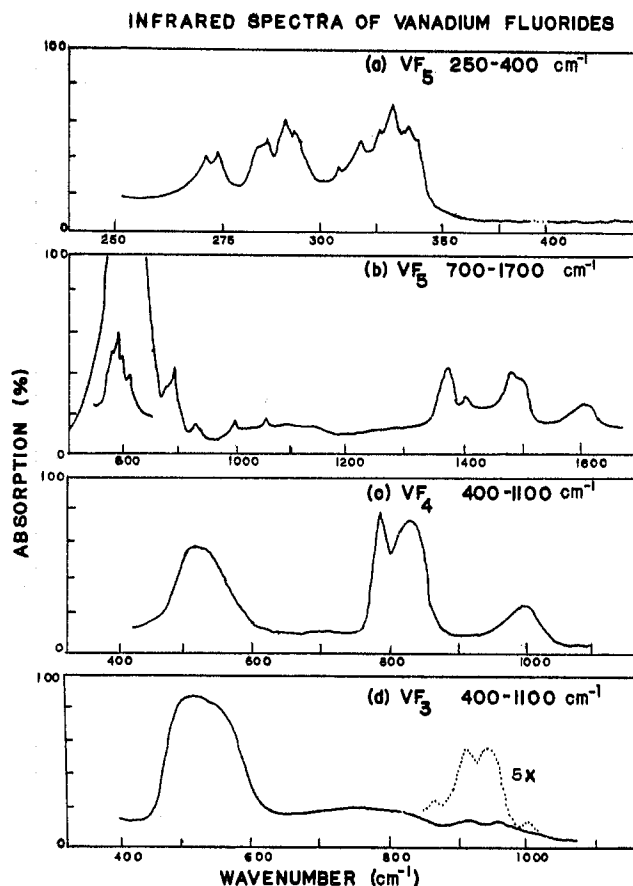 INFRARED SPECTRA OF VANADIUM FLUORIDES
100
(a) VF5 250-400 cm-1
0
250 275 300 350 400
100
(b) VF5 700-1700 cm-1
0
600 1000 1200 1400 1600
ABSORPTION (%)
100
(c) VF4 400-1100 cm-1
0
400 500 600 800 1000
100
(d) VF3 400-1100 cm-1
5X
0
400 600 800 1000
WAVENUMBER (cm-1)